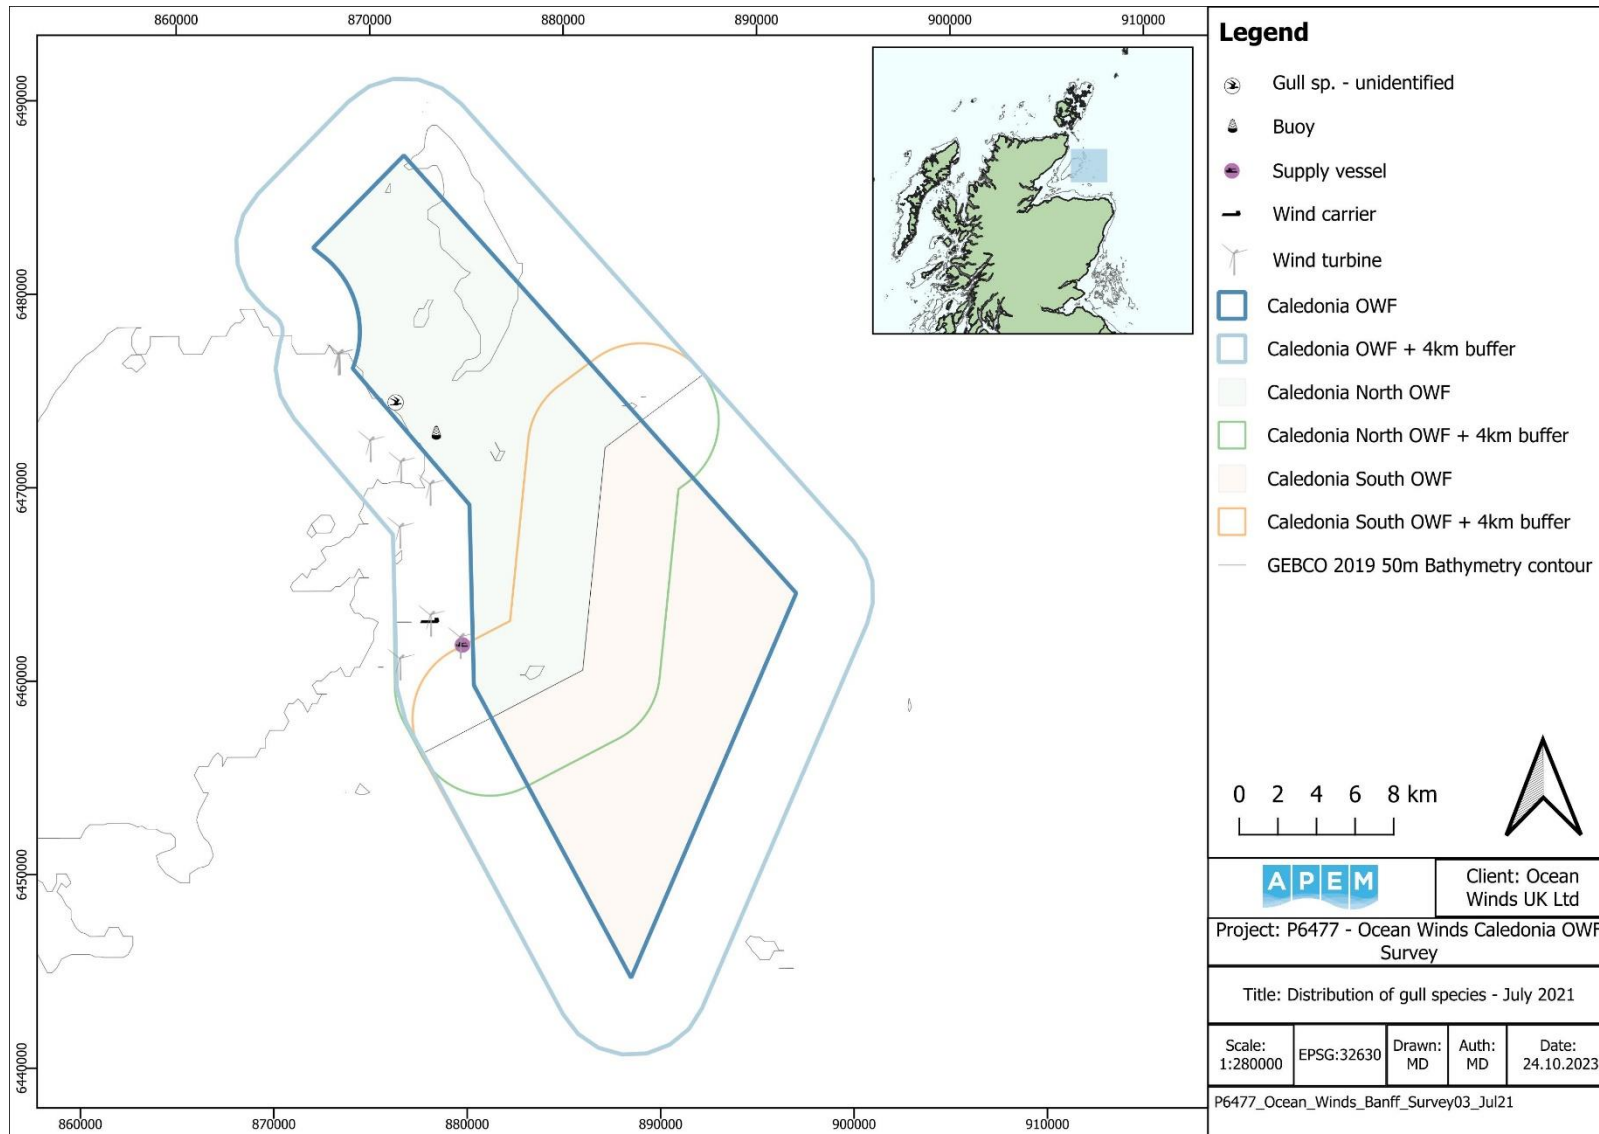 860000
870000
880000
890000
900000
910000
6490000
6480000
6470000
6460000
6450000
6440000
860000
870000
880000
890000
900000
910000
Legend
Gull sp. - unidentified
Buoy
Supply vessel
Wind carrier
Wind turbine
Caledonia OWF
Caledonia OWF + 4km buffer
Caledonia North OWF
Caledonia North OWF + 4km buffer
Caledonia South OWF
Caledonia South OWF + 4km buffer
GEBCO 2019 50m Bathymetry contour
0 2 4 6 8 km
APEM
Client: Ocean
Winds UK Ltd
Project: P6477 - Ocean Winds Caledonia OWF
Survey
Title: Distribution of gull species - July 2021
Scale:
1:280000
EPSG:32630
Drawn:
MD
Auth:
MD
Date:
24.10.2023
P6477_Ocean_Winds_Banff_Survey03_Jul21